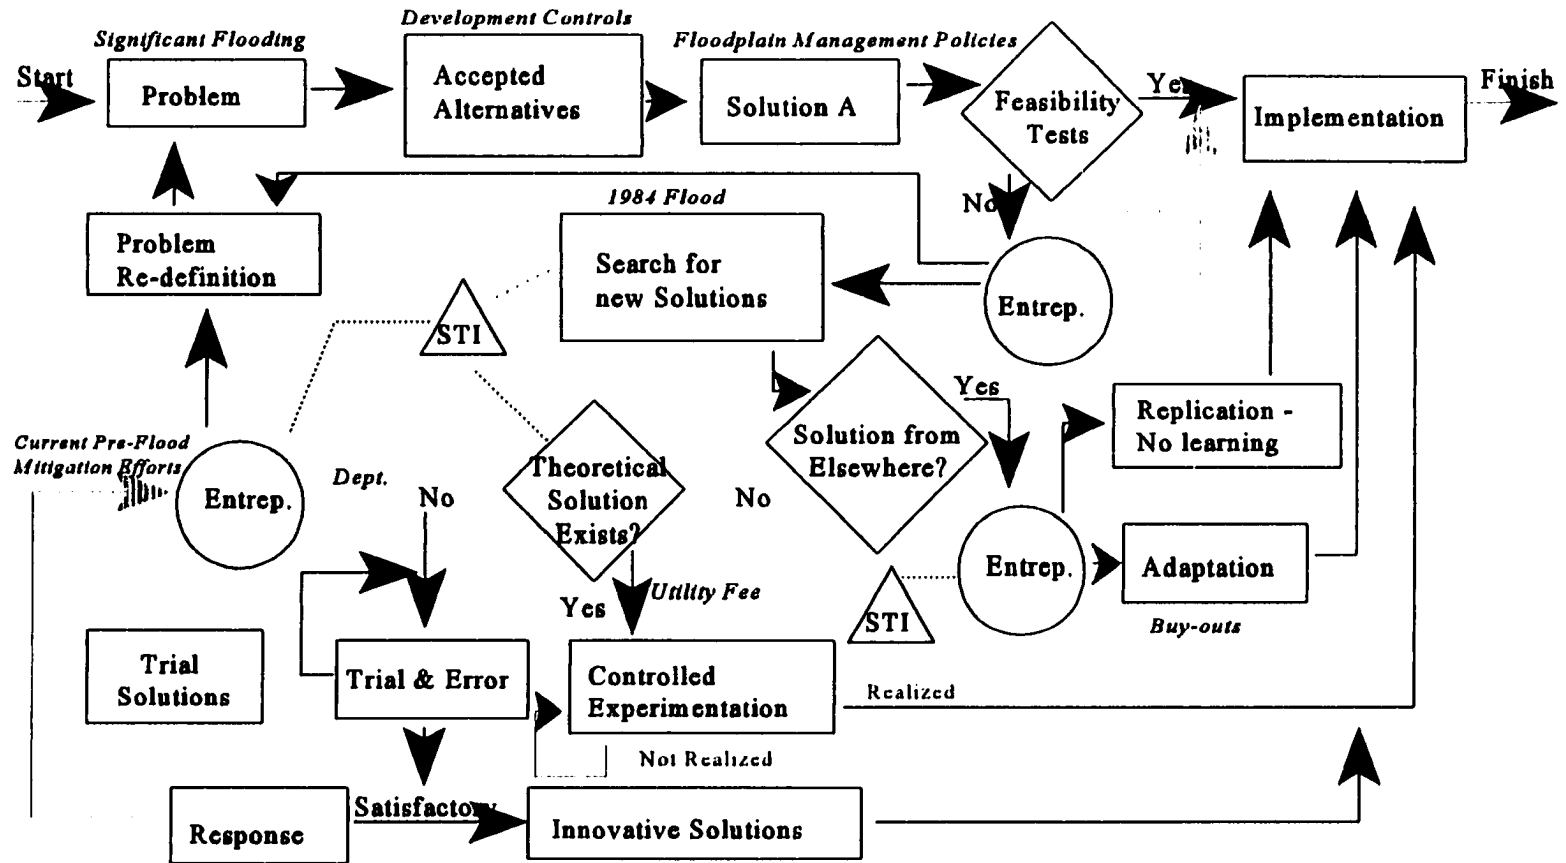 Development Controls
Significant Flooding
Floodplain Management Policies
Start
Problem
Accepted
Alternatives
Solution A
Feasibility
Tests
Yes
Implementation
Finish
No
1984 Flood
Problem
Re-definition
Search for
new Solutions
Entrep.
STI
Yes
Solution from
Elsewhere?
Replication -
No learning
Current Pre-Flood
Mitigation Efforts
Entrep.
Dept.
No
Theoretical
Solution
Exists?
No
Entrep.
Adaptation
Buy-outs
STI
Yes
Utility Fee
Trial
Solutions
Trial & Error
Controlled
Experimentation
Realized
Not Realized
Response
Satisfactory
Innovative Solutions